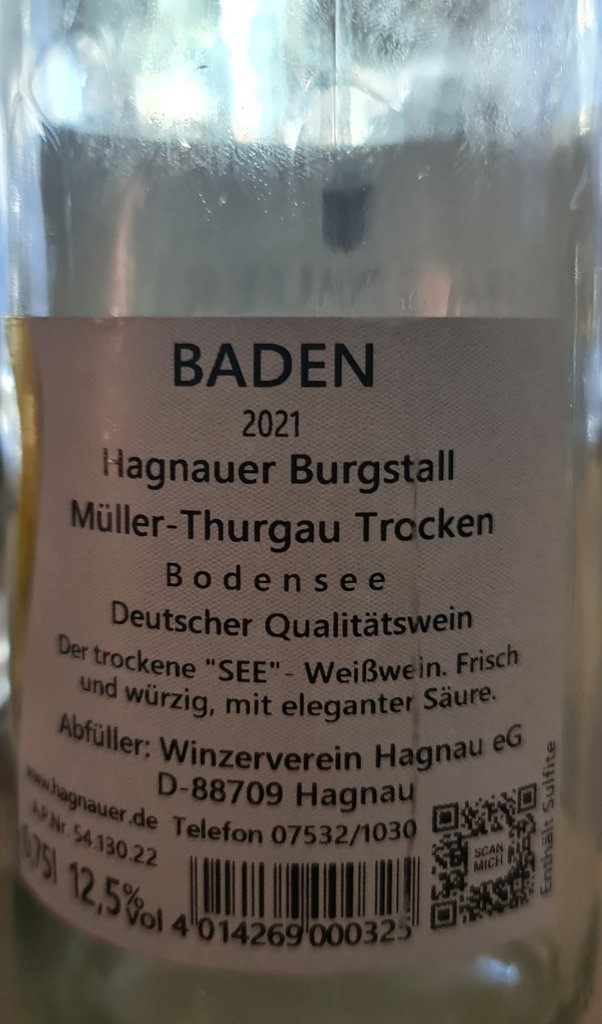 BADEN
2021
Hagnauer Burgstall
Müller-Thurgau Trocken
Bodensee
Deutscher Qualitätswein
Der trockene "SEE"- Weißwein. Frisch
und würzig, mit eleganter Säure.
Abfüller: Winzerverein Hagnau eG
D-88709 Hagnau
www.hagnauer.de Telefon 07532/1030
A.P.Nr. 54.130.22
0,75l 12,5% vol
4 014269 000325
SCAN
MICH
Enthält Sulfite